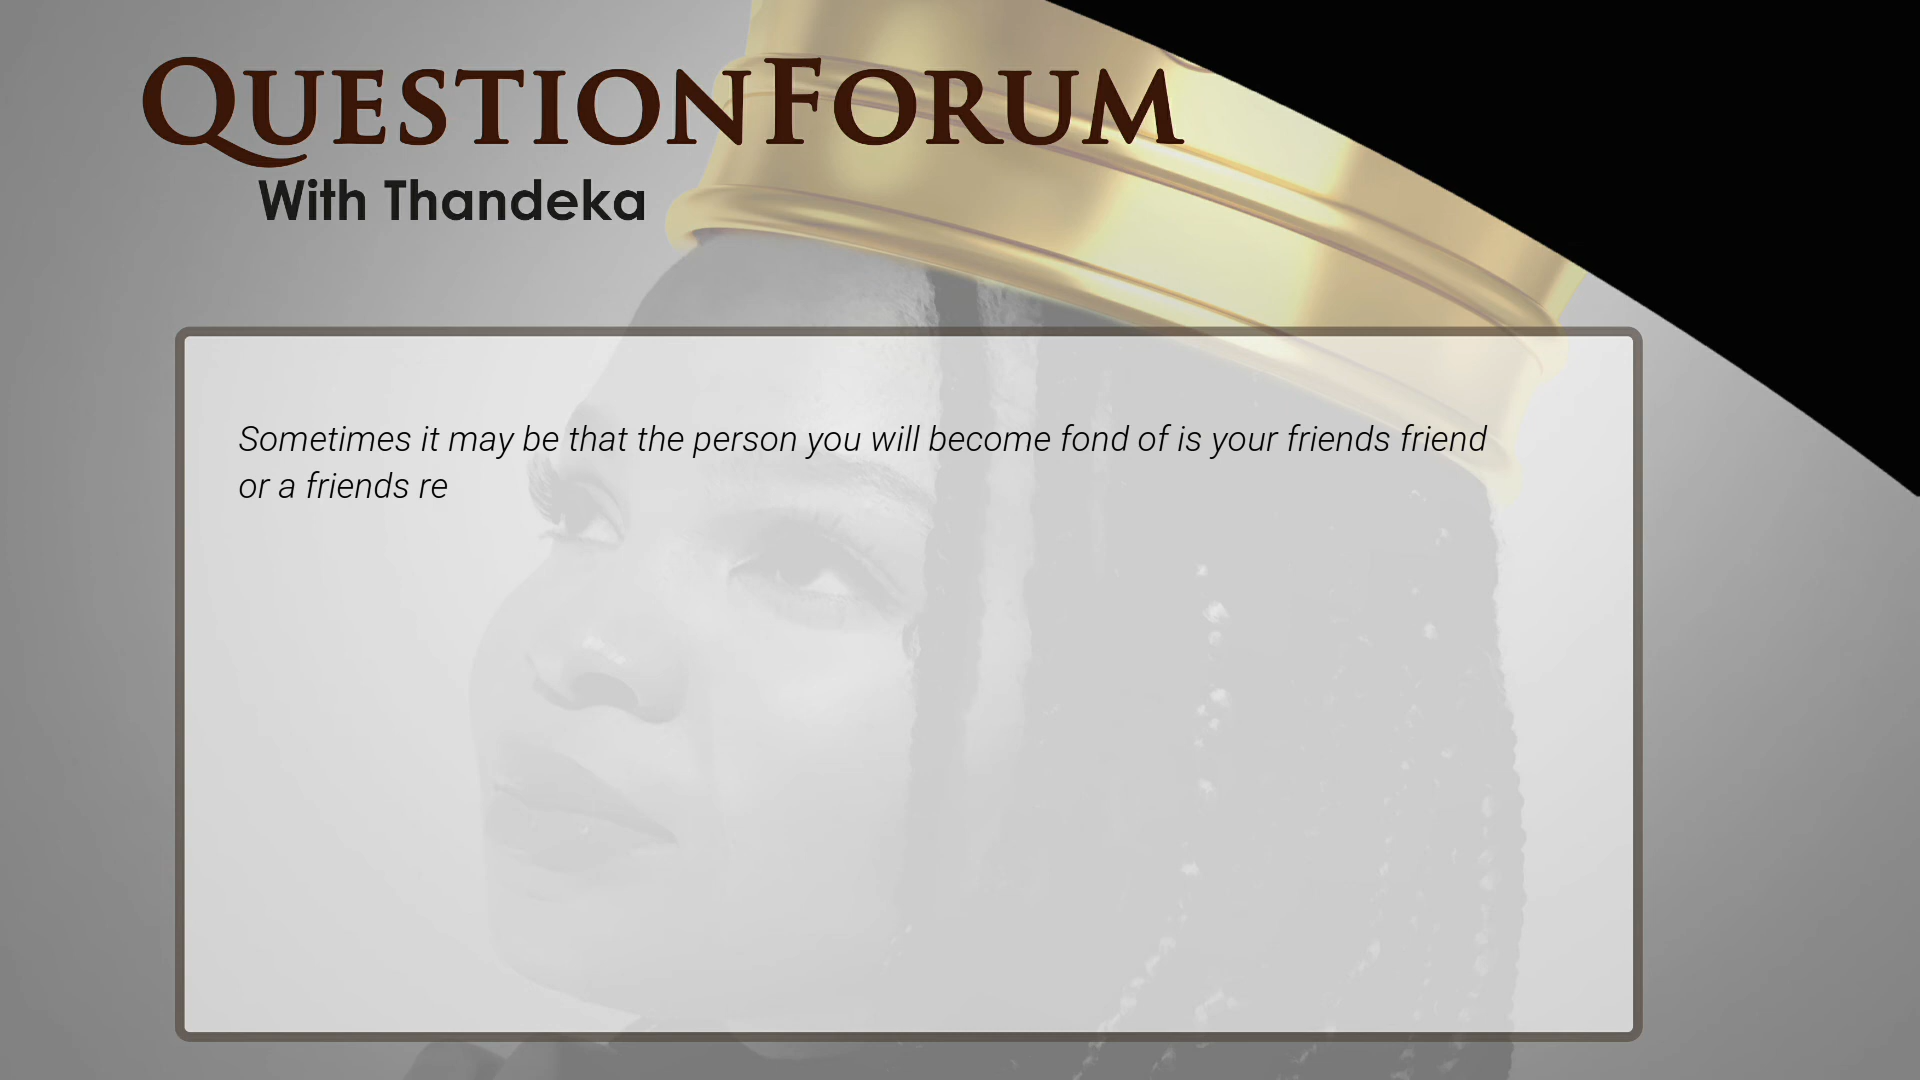 QuestionForum
With Thandeka
Sometimes it may be that the person you will become fond of is your friends friend
or a friends re